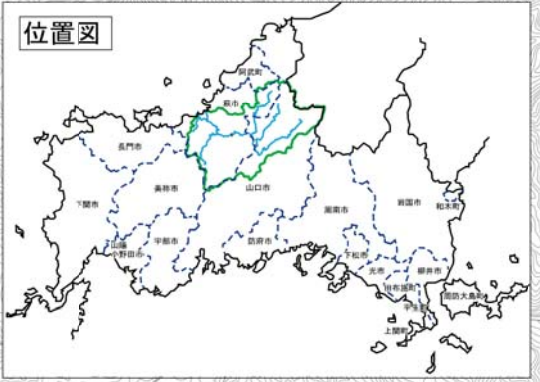 位置図
阿武町
萩市
長門市
美祢市
山口市
下関市
周南市
岩国市
和木町
山陽
小野田市
宇部市
防府市
下松市
光市
柳井市
田布施町
周防大島町
平生町
上関町